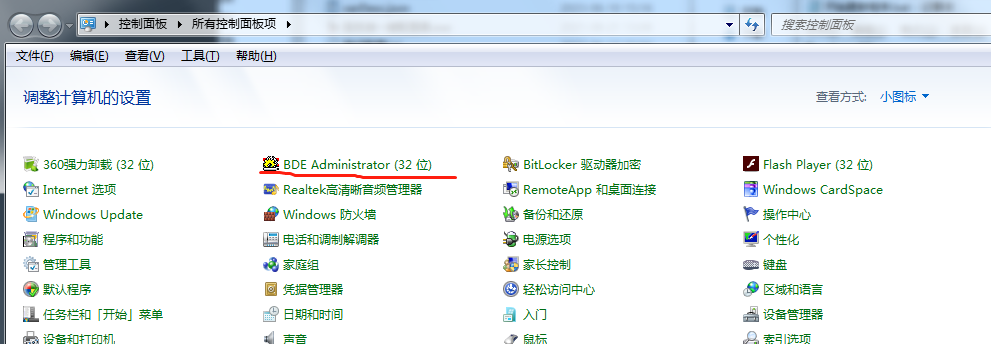 控制面板 所有控制面板项 搜索控制面板
文件(F) 编辑(E) 查看(V) 工具(T) 帮助(H)
调整计算机的设置 查看方式: 小图标
360强力卸载 (32 位) BDE Administrator (32 位) BitLocker 驱动器加密 Flash Player (32 位)
Internet 选项 Realtek高清晰音频管理器 RemoteApp 和桌面连接 Windows CardSpace
Windows Update Windows 防火墙 备份和还原 操作中心
程序和功能 电话和调制解调器 电源选项 个性化
管理工具 家庭组 家长控制 键盘
默认程序 凭据管理器 轻松访问中心 区域和语言
任务栏和「开始」菜单 日期和时间 入门 设备管理器
设备和打印机 声音 鼠标 索引选项